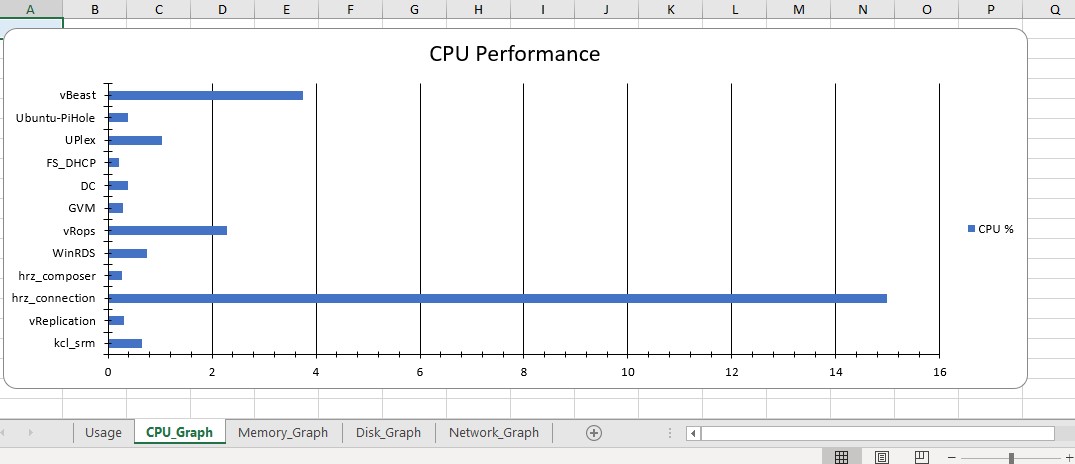 A B C D E F G H I J K L M N O P Q
CPU Performance
vBeast
Ubuntu-PiHole
UPlex
FS_DHCP
DC
GVM
vRops
WinRDS
hrz_composer
hrz_connection
vReplication
kcl_srm
CPU %
0 2 4 6 8 10 12 14 16
Usage CPU_Graph Memory_Graph Disk_Graph Network_Graph